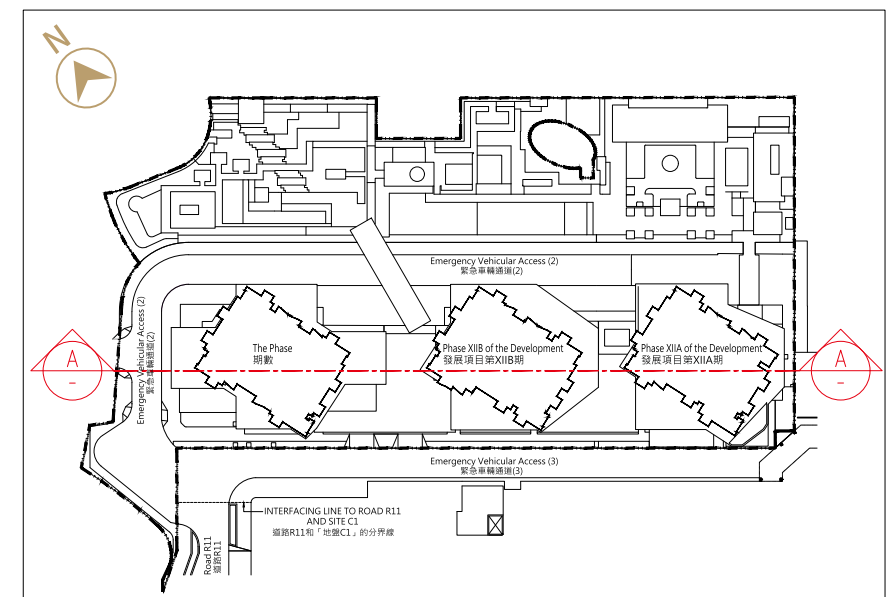 N
Emergency Vehicular Access (2)
緊急車輛通道(2)
Emergency Vehicular Access (2)
緊急車輛通道(2)
The Phase
期數
Phase XIIB of the Development
發展項目第XIIB期
Phase XIIA of the Development
發展項目第XIIA期
A
-
A
-
Emergency Vehicular Access (3)
緊急車輛通道(3)
INTERFACING LINE TO ROAD R11
AND SITE C1
道路R11和「地盤C1」的分界線
Road R11
道路R11